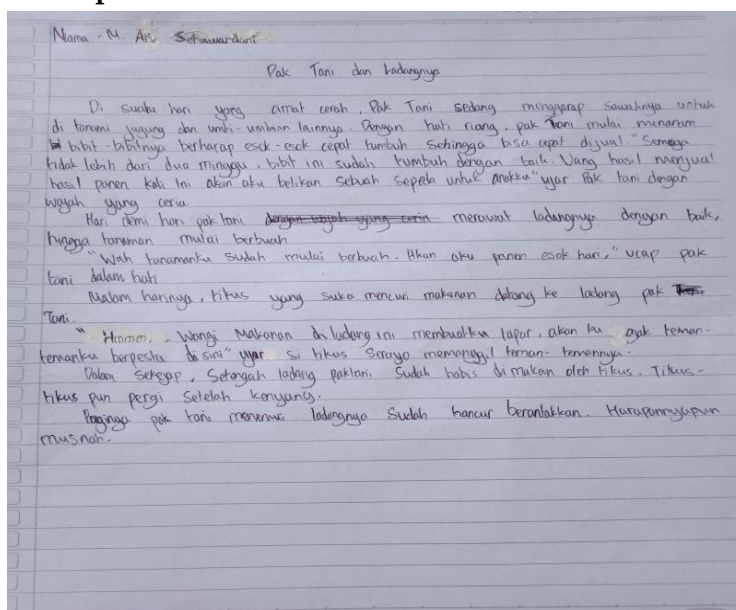 Nama . M. Ari Setiawardani
Pak Tani dan Ladangnya
Di suatu hari yang amat cerah, Pak Tani sedang menggarap Sawahnya untuk
di tanami jagung dan umbi-umbian lainnya. Dengan hati riang, pak Tani mulai menanam
bibit-bibitnya berharap esok-esok cepat tumbuh Sehingga bisa cepat dijual "Semoga
tidak lebih dari dua minggu, bibit ini sudah tumbuh dengan baik. Uang hasil menjual
hasil panen kali Ini akan aku belikan Sebuah Sepeda untuk anakku" ujar Pak tani dengan
wajah yang ceria
Hari demi hari pak tani dengan wajah yang ceria merawat ladangnya dengan baik,
hingga tanaman mulai berbuah
"Wah tanamanku Sudah mulai berbuah. Akan aku panen esok hari," ucap pak
tani dalam hati
Malam harinya, tikus yang suka mencuri makanan datang ke ladang pak
Tani.
"Hmmm.. Wangi Makanan di ladang ini membuatku lapar, akan ku ajak teman-
temanku berpesta di sini" ujar si tikus Seraya memanggil teman-temannya.
Dalam Sekejap, Setengah ladang paktani Sudah habis di makan oleh tikus. Tikus-
tikus pun pergi Setelah kenyang.
Paginya pak tani menemui ladangnya Sudah hancur berantakkan. Harapannyapun
musnah.